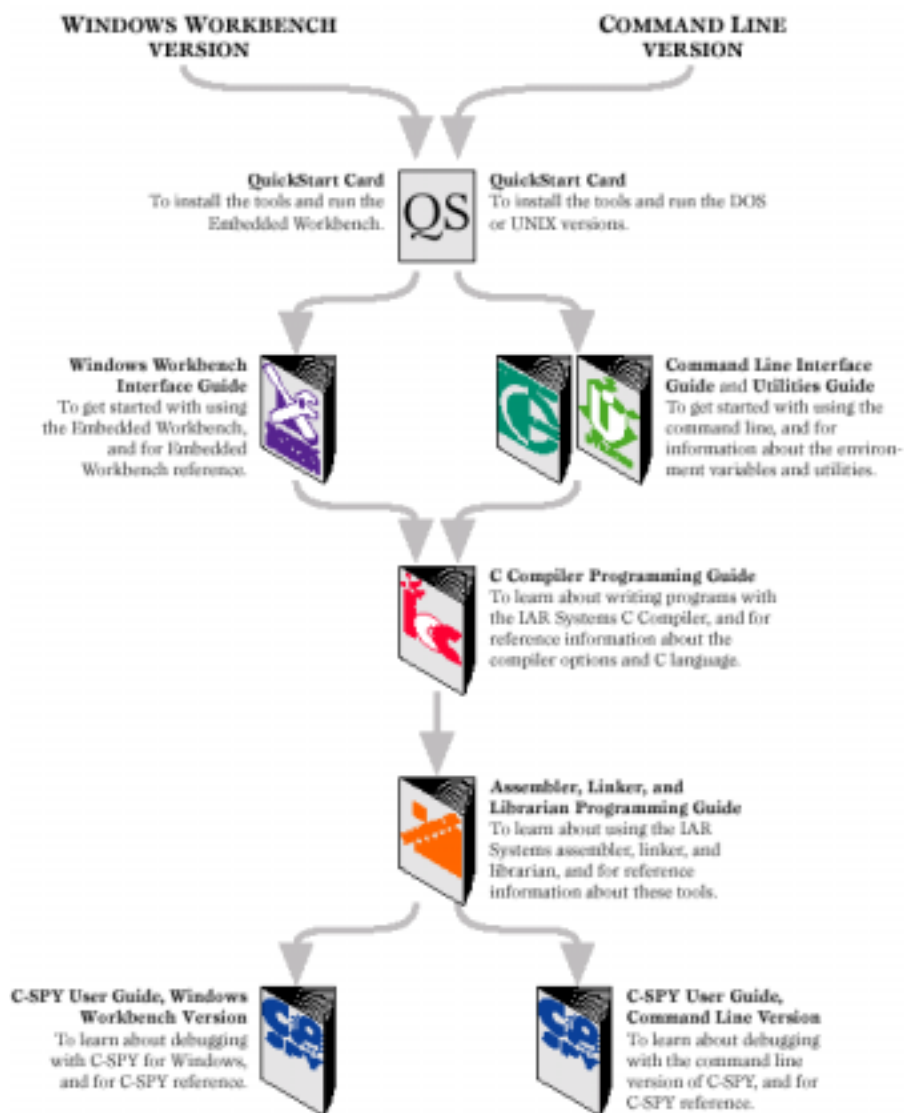 WINDOWS WORKBENCH
VERSION
COMMAND LINE
VERSION
QuickStart Card
To install the tools and run the
Embedded Workbench.
QS
QuickStart Card
To install the tools and run the DOS
or UNIX versions.
Windows Workbench
Interface Guide
To get started with using
the Embedded Workbench,
and for Embedded
Workbench reference.
Command Line Interface
Guide and Utilities Guide
To get started with using the
command line, and for
information about the environ-
ment variables and utilities.
icc
C Compiler Programming Guide
To learn about writing programs with
the IAR Systems C Compiler, and for
reference information about the
compiler options and C language.
Assembler, Linker, and
Librarian Programming Guide
To learn about using the IAR
Systems assembler, linker, and
librarian, and for reference
information about these tools.
C-SPY User Guide, Windows
Workbench Version
To learn about debugging
with C-SPY for Windows,
and for C-SPY reference.
C-SPY User Guide,
Command Line Version
To learn about debugging
with the command line
version of C-SPY, and for
C-SPY reference.